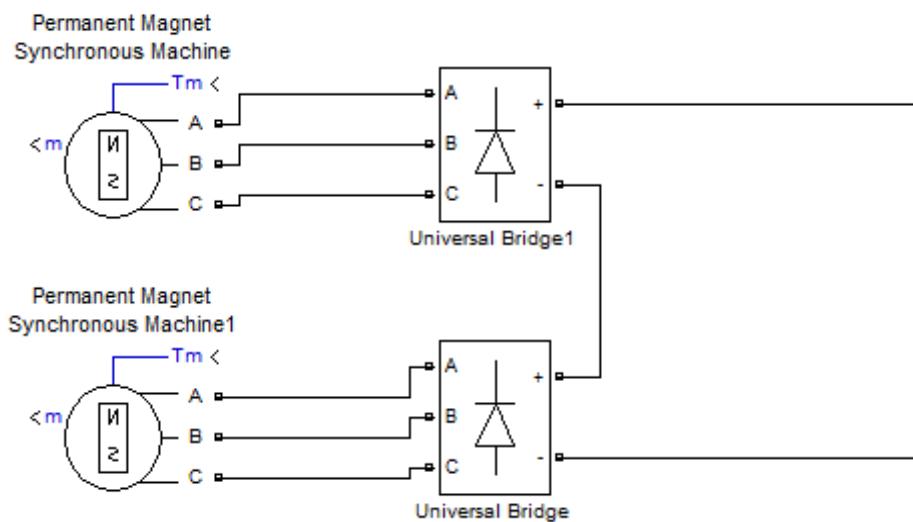 Permanent Magnet
Synchronous Machine
Tm <
A
< m
N
S
B
C
A
B
C
+
-
Universal Bridge1
Permanent Magnet
Synchronous Machine1
Tm <
A
< m
N
S
B
C
A
B
C
+
-
Universal Bridge